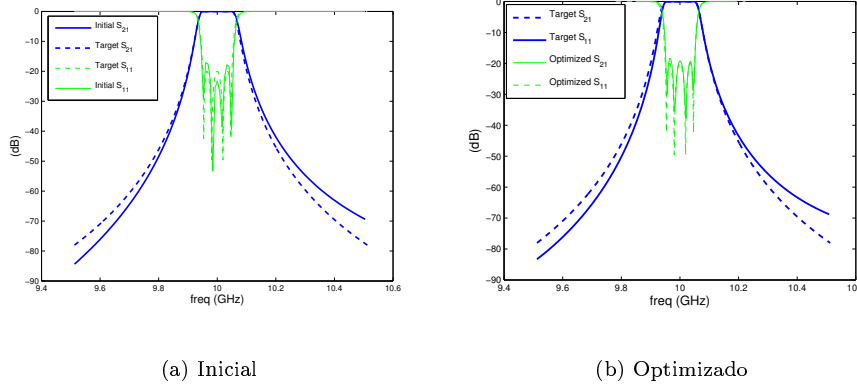 Initial S21
Target S21
Target S11
Initial S11
0
−10
−20
−30
−40
−50
−60
−70
−80
−90
(dB)
9.4 9.6 9.8 10 10.2 10.4 10.6
freq (GHz)
(a) Inicial
Target S21
Target S11
Optimized S21
Optimized S11
0
−10
−20
−30
−40
−50
−60
−70
−80
−90
(dB)
9.4 9.6 9.8 10 10.2 10.4 10
freq (GHz)
(b) Optimizado